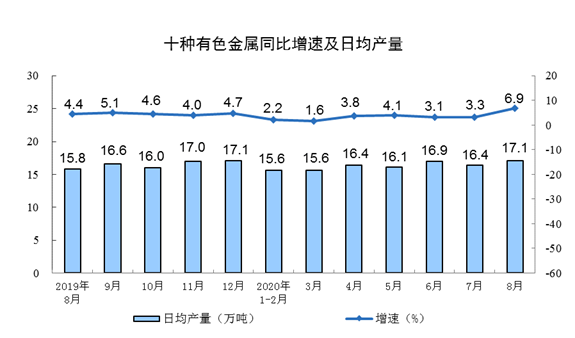 十种有色金属同比增速及日均产量
30 20
25 10
20 0
15 -10
10 -20
5 -30
0 -40
-50
-60
4.4 5.1 4.6 4.0 4.7 2.2 1.6 3.8 4.1 3.1 3.3 6.9
15.8 16.6 16.0 17.0 17.1 15.6 15.6 16.4 16.1 16.9 16.4 17.1
2019年 9月 10月 11月 12月 2020年 3月 4月 5月 6月 7月 8月
8月 1-2月
日均产量（万吨） 增速（%）